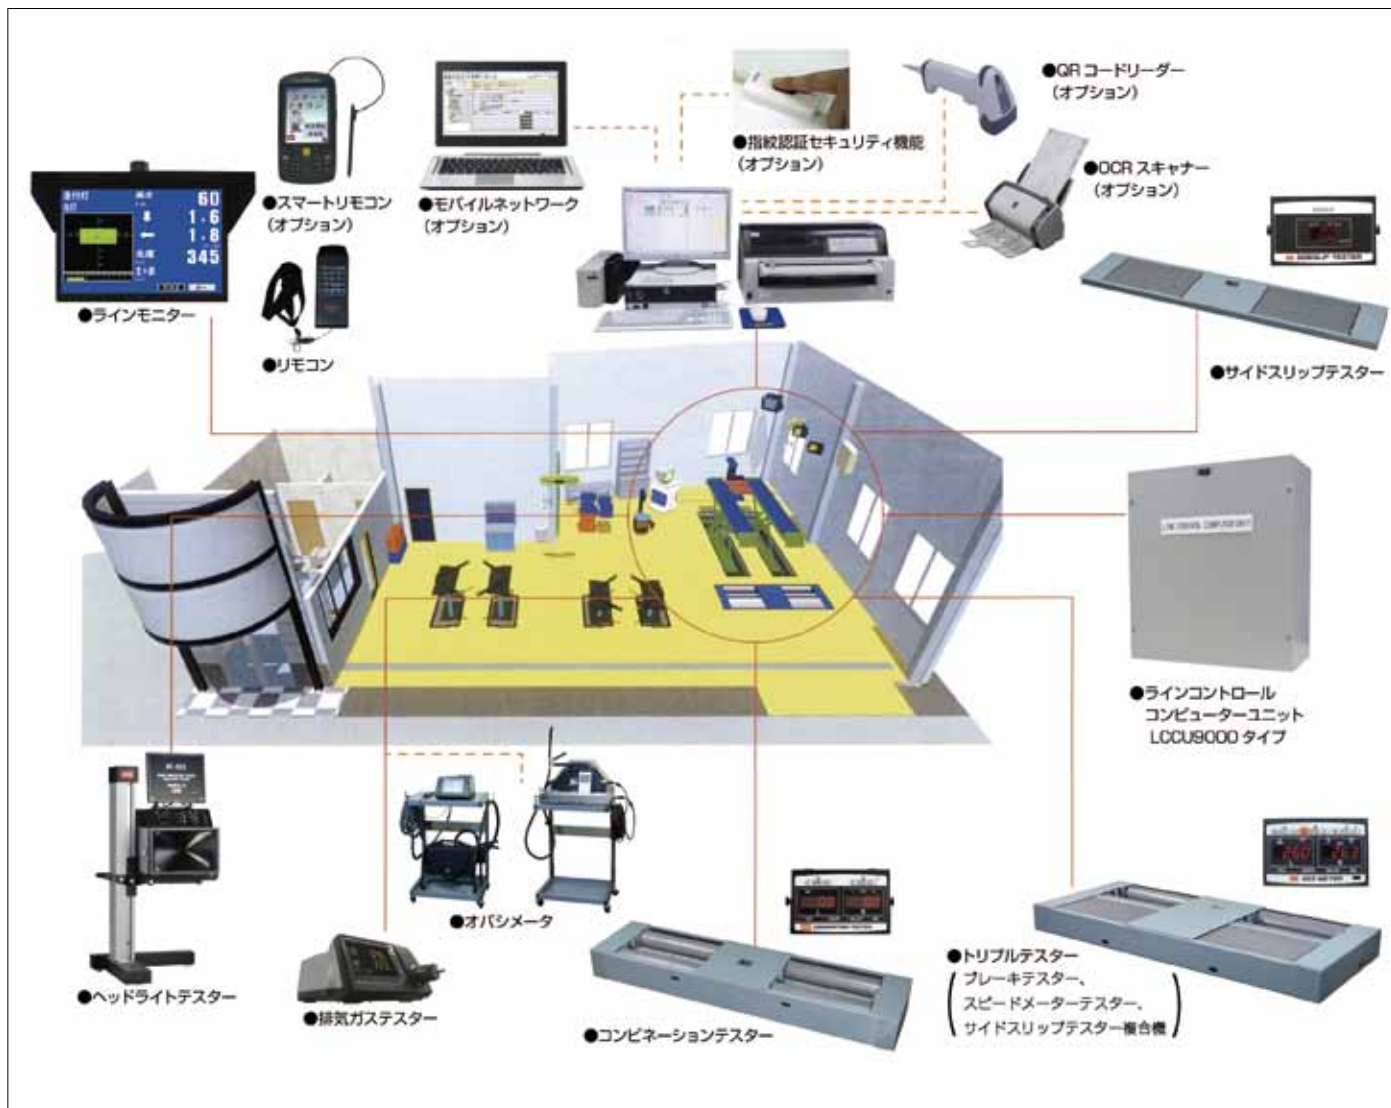 ●QRコードリーダー
(オプション)
●指紋認証セキュリティ機能
(オプション)
●OCRスキャナー
(オプション)
●スマートリモコン
(オプション)
●モバイルネットワーク
(オプション)
60
1.6
1.8
345
●ラインモニター
●リモコン
●サイドスリップテスター
LINE CONTROL COMPUTER UNIT
●ラインコントロール
コンピューターユニット
LCCU9000タイプ
●オパシメータ
●ヘッドライトテスター
●排気ガステスター
●コンビネーションテスター
●トリプルテスター
ブレーキテスター、
スピードメーターテスター、
サイドスリップテスター複合機